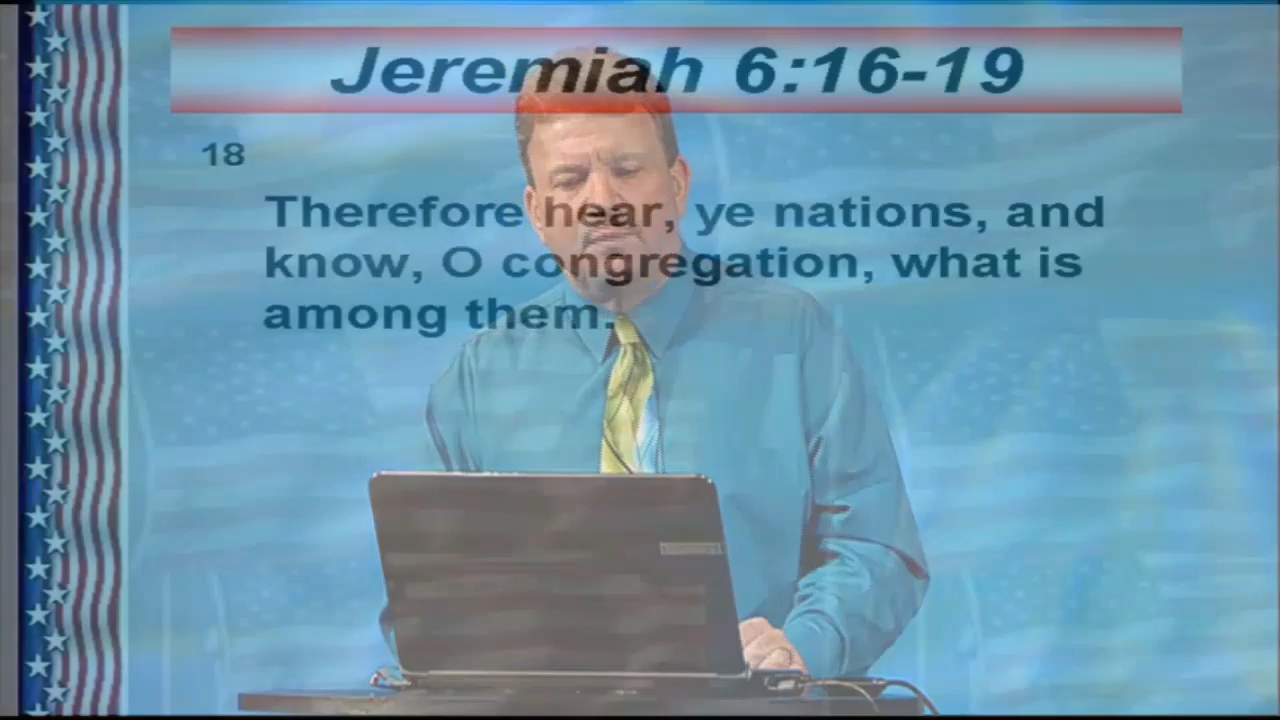 Jeremiah 6:16-19
18
Therefore hear, ye nations, and
know, O congregation, what is
among them.